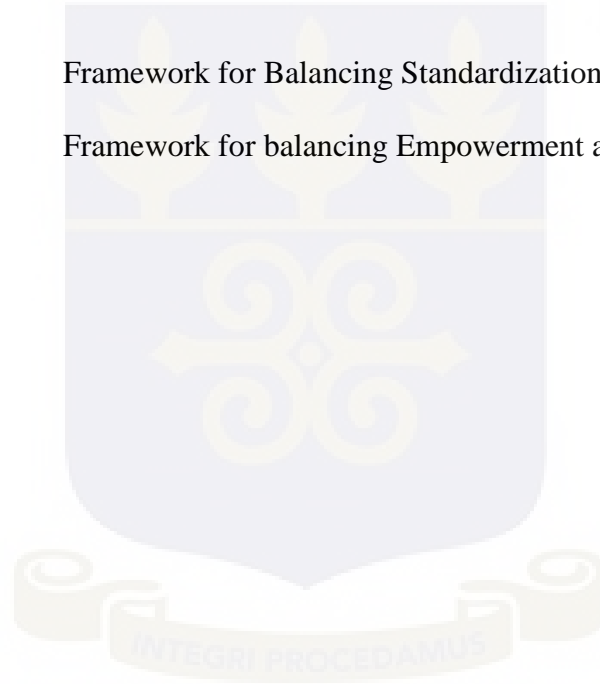 Framework for Balancing Standardization
Framework for balancing Empowerment a
INTEGRI PROCEDAMUS